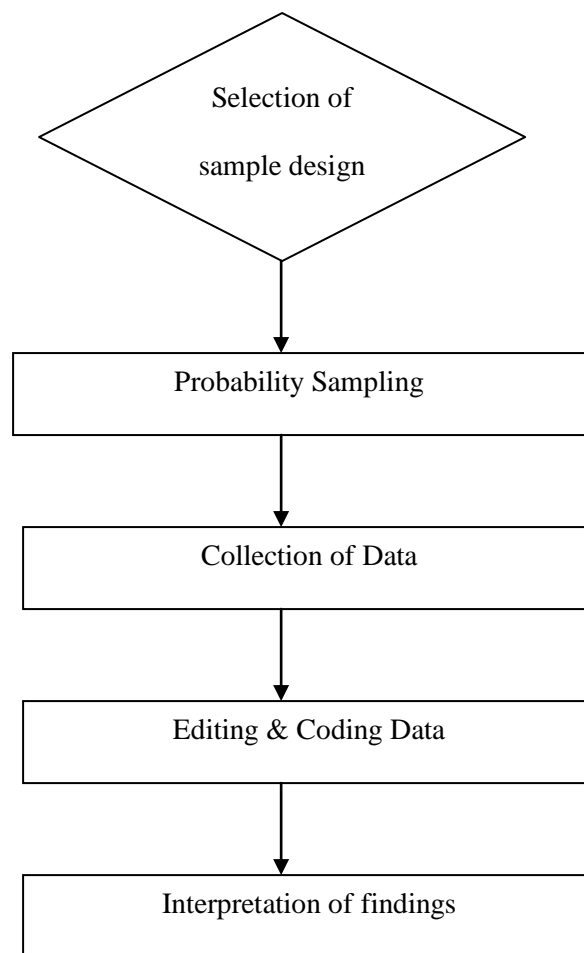 Selection of
sample design
Probability Sampling
Collection of Data
Editing & Coding Data
Interpretation of findings